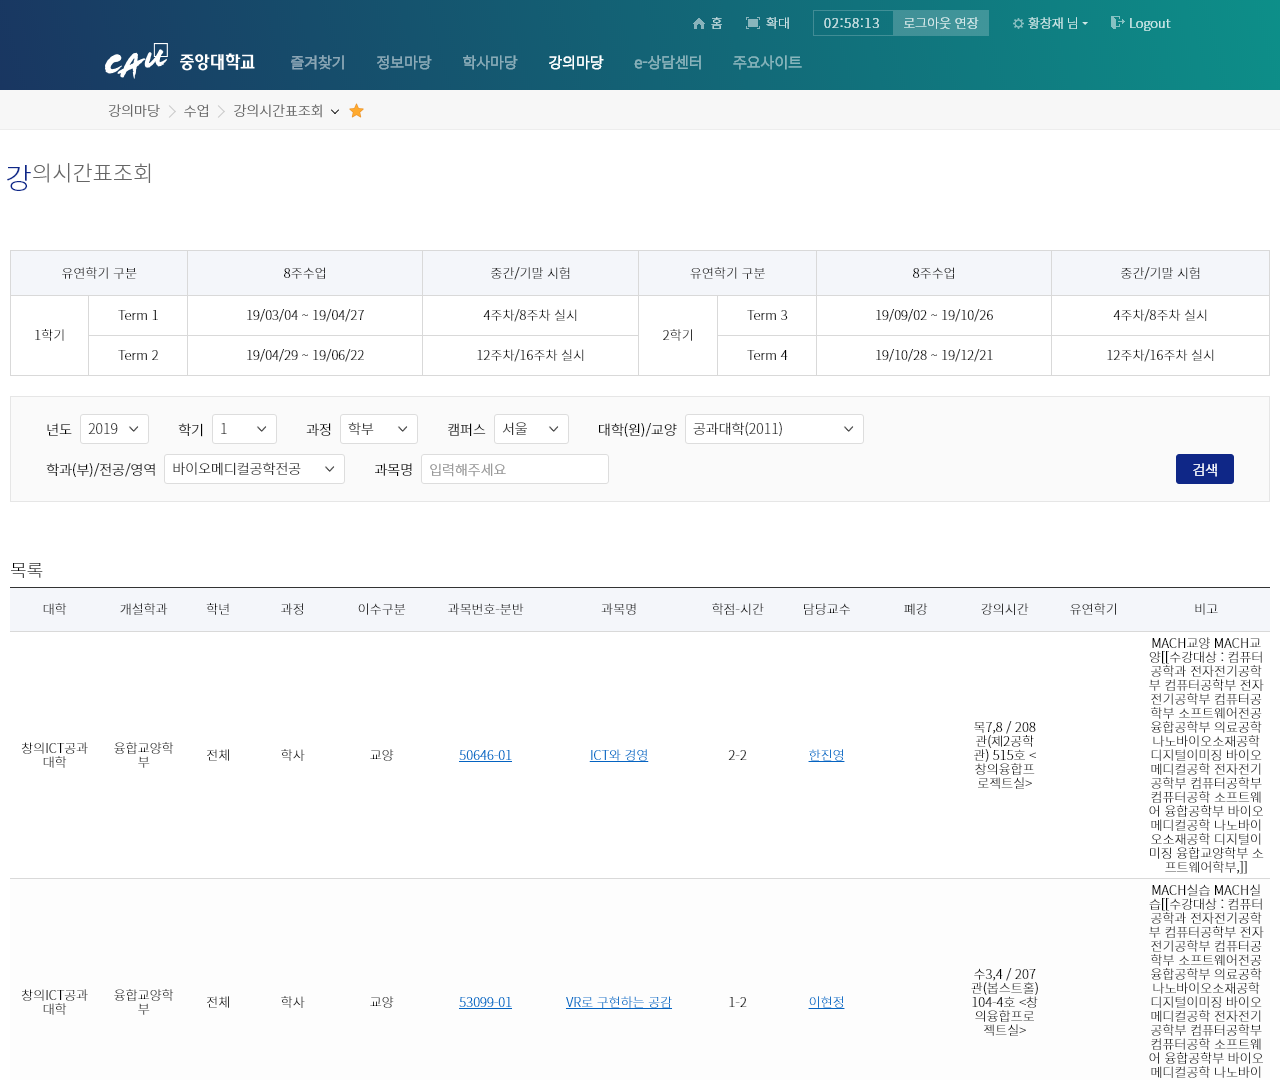 홈 확대 02:58:13 로그아웃 연장 황창재 님 Logout
CAU 중앙대학교 즐겨찾기 정보마당 학사마당 강의마당 e-상담센터 주요사이트
강의마당 수업 강의시간표조회
강의시간표조회
유연학기 구분 8주수업 중간/기말 시험 유연학기 구분 8주수업 중간/기말 시험
1학기 Term 1 19/03/04 ~ 19/04/27 4주차/8주차 실시 2학기 Term 3 19/09/02 ~ 19/10/26 4주차/8주차 실시
Term 2 19/04/29 ~ 19/06/22 12주차/16주차 실시 Term 4 19/10/28 ~ 19/12/21 12주차/16주차 실시
년도 2019 학기 1 과정 학부 캠퍼스 서울 대학(원)/교양 공과대학(2011)
학과(부)/전공/영역 바이오메디컬공학전공 과목명 입력해주세요 검색
목록
대학 개설학과 학년 과정 이수구분 과목번호-분반 과목명 학점-시간 담당교수 폐강 강의시간 유연학기 비고
창의ICT공과
대학
융합교양학
부
전체 학사 교양 50646-01 ICT와 경영 2-2 한진영
목7,8 / 208
관(제2공학
관) 515호 <
창의융합프
로젝트실>
MACH교양 MACH교
양[[수강대상 : 컴퓨터
공학과 전자전기공학
부 컴퓨터공학부 전자
전기공학부 컴퓨터공
학부 소프트웨어전공
융합공학부 의료공학
나노바이오소재공학
디지털이미징 바이오
메디컬공학 전자전기
공학부 컴퓨터공학부
컴퓨터공학 소프트웨
어 융합공학부 바이오
메디컬공학 나노바이
오소재공학 디지털이
미징 융합교양학부 소
프트웨어학부,]]
창의ICT공과
대학
융합교양학
부
전체 학사 교양 53099-01 VR로 구현하는 공감 1-2 이현정
수3,4 / 207
관(봅스트홀)
104-4호 <창
의융합프로
젝트실>
MACH실습 MACH실
습[[수강대상 : 컴퓨터
공학과 전자전기공학
부 컴퓨터공학부 전자
전기공학부 컴퓨터공
학부 소프트웨어전공
융합공학부 의료공학
나노바이오소재공학
디지털이미징 바이오
메디컬공학 전자전기
공학부 컴퓨터공학부
컴퓨터공학 소프트웨
어 융합공학부 바이오
메디컬공학 나노바이